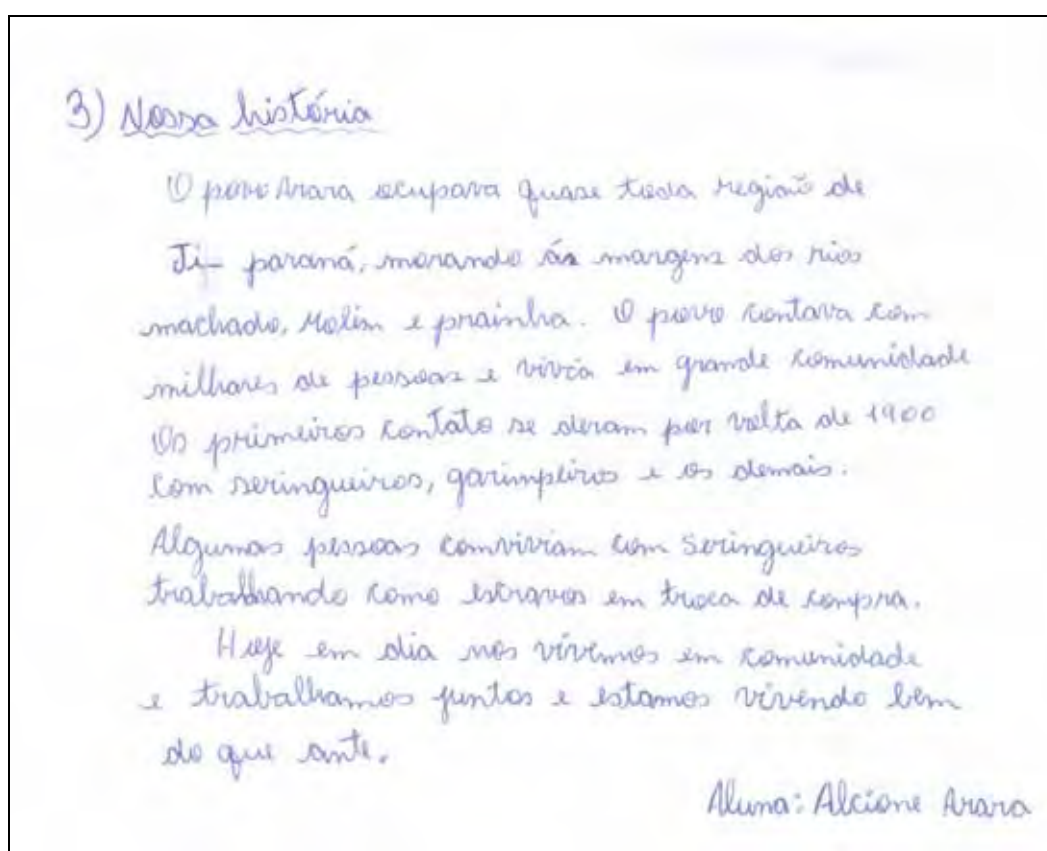 3) Nossa história
O povo Arara ocupava quase toda região de
Ji- paraná, morando ás margens dos rios
machado, Molim e prainha. O povo contava com
milhares de pessoas e vivia em grande comunidade
Os primeiros contato se deram por volta de 1900
com seringueiros, garimpeiros e os demais.
Algumas pessoas conviviam com seringueiros
trabalhando como escravos em troca de compra.
Hoje em dia nós vivemos em comunidade
e trabalhamos juntos e estamos vivendo bem
do que ante.
Aluna: Alcione Arara